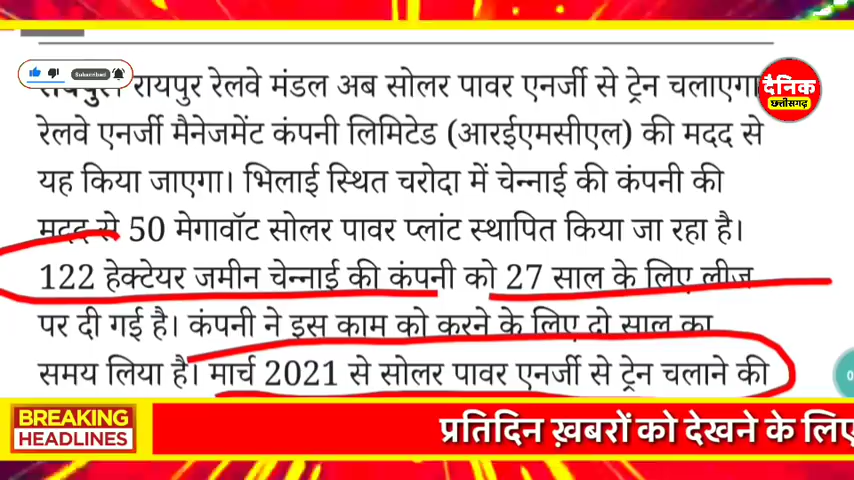 Subscribed
दैनिक
छत्तीसगढ़
रायपुर। रायपुर रेलवे मंडल अब सोलर पावर एनर्जी से ट्रेन चलाएगा
रेलवे एनर्जी मैनेजमेंट कंपनी लिमिटेड (आरईएमसीएल) की मदद से
यह किया जाएगा। भिलाई स्थित चरोदा में चेन्नाई की कंपनी की
मदद से 50 मेगावॉट सोलर पावर प्लांट स्थापित किया जा रहा है।
122 हेक्टेयर जमीन चेन्नाई की कंपनी को 27 साल के लिए लीज
पर दी गई है। कंपनी ने इस काम को करने के लिए दो साल का
समय लिया है। मार्च 2021 से सोलर पावर एनर्जी से ट्रेन चलाने की
BREAKING
HEADLINES
प्रतिदिन ख़बरों को देखने के लिए